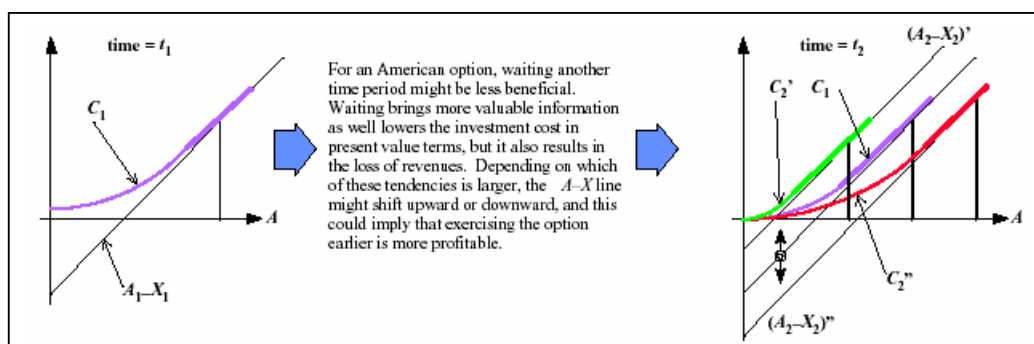 time = t₁
C₁
A
A₁–X₁
For an American option, waiting another
time period might be less beneficial.
Waiting brings more valuable information
as well lowers the investment cost in
present value terms, but it also results in
the loss of revenues. Depending on which
of these tendencies is larger, the A–X line
might shift upward or downward, and this
could imply that exercising the option
earlier is more profitable.
time = t₂
(A₂–X₂)’
C₂’
C₁
A
C₂”
(A₂–X₂)”